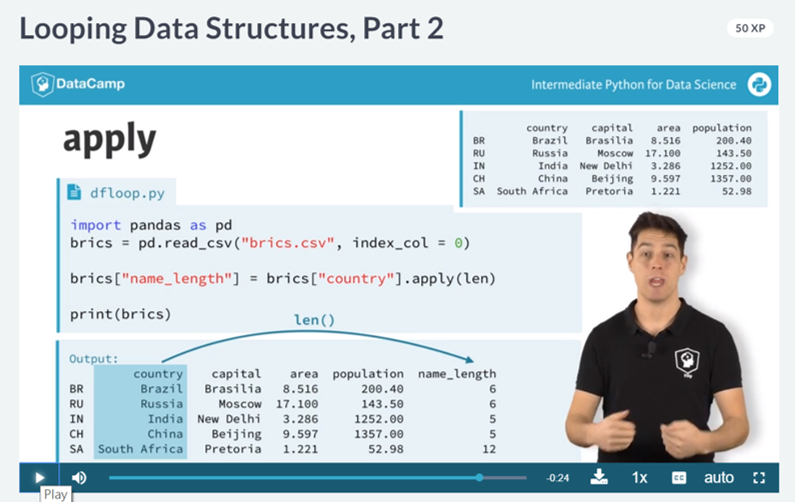 Looping Data Structures, Part 2
50 XP
DataCamp
Intermediate Python for Data Science
apply
country capital area population
BR Brazil Brasilia 8.516 200.40
RU Russia Moscow 17.100 143.50
IN India New Delhi 3.286 1252.00
CH China Beijing 9.597 1357.00
SA South Africa Pretoria 1.221 52.98
dfloop.py
import pandas as pd
brics = pd.read_csv("brics.csv", index_col = 0)
brics["name_length"] = brics["country"].apply(len)
print(brics)
len()
Output:
country capital area population name_length
BR Brazil Brasilia 8.516 200.40 6
RU Russia Moscow 17.100 143.50 6
IN India New Delhi 3.286 1252.00 5
CH China Beijing 9.597 1357.00 5
SA South Africa Pretoria 1.221 52.98 12
-0:24
1x
CC
auto
Play